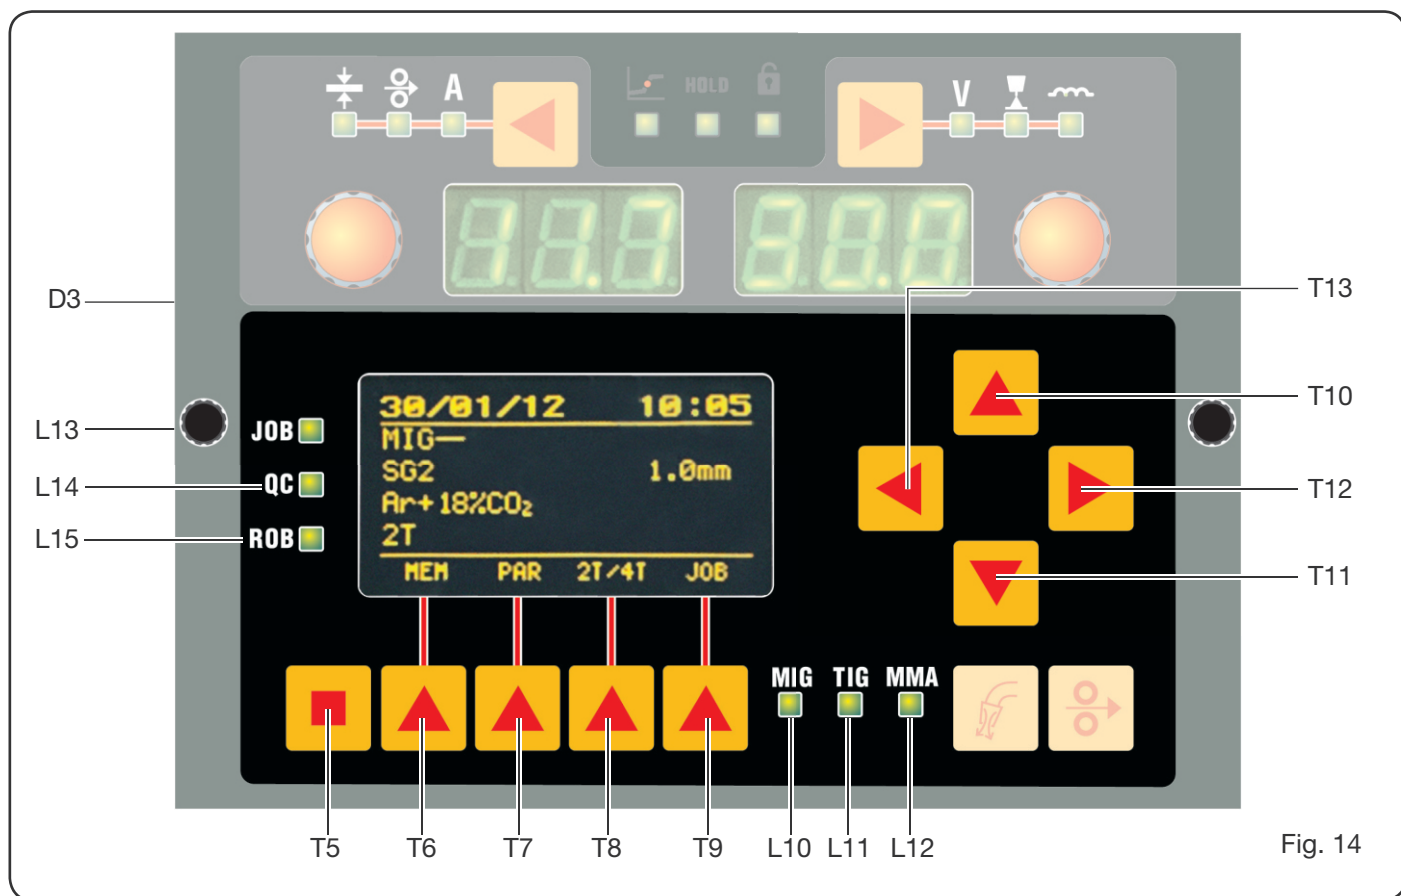 A HOLD V
D3
T13
T10
T12
T11
L13 JOB
L14 QC
L15 ROB
30/01/12 10:05
MIG
SG2 1.0mm
Ar+18%CO₂
2T
MEM PAR 2T/4T JOB
MIG TIG MMA
T5 T6 T7 T8 T9 L10 L11 L12
Fig. 14